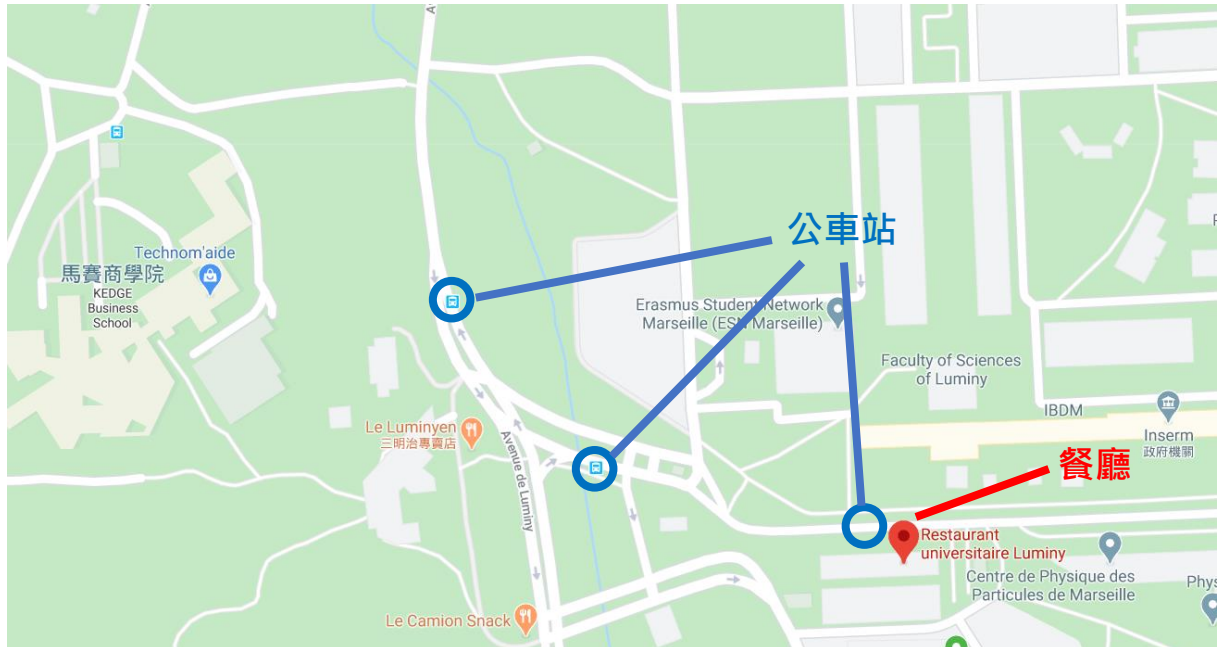 A
公車站
Technom'aide
馬賽商學院
KEDGE
Business
School
Erasmus Student Network
Marseille (ESN Marseille)
Faculty of Sciences
of Luminy
IBDM
Inserm
政府機關
Le Luminyen
三明治專賣店
Avenue de Luminy
餐廳
Restaurant
universitaire Luminy
Centre de Physique des
Particules de Marseille
Phys
Le Camion Snack